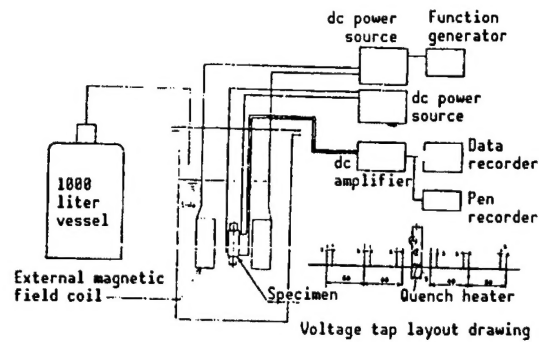 dc power
source
Function
generator
dc power
source
1000
liter
vessel
dc
amplifier
Data
recorder
Pen
recorder
External magnetic
field coil
Specimen
Quench heater
Voltage tap layout drawing